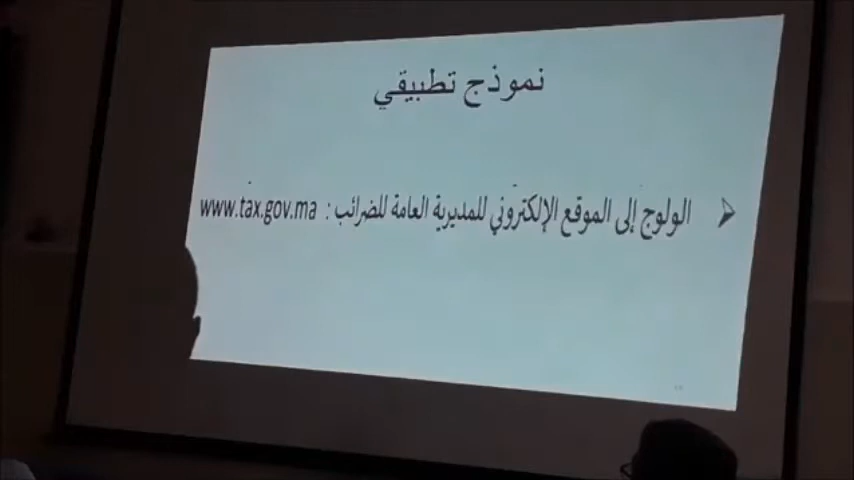 نموذج تطبيقي
➢ الولوج إلى الموقع الإلكتروني للمديرية العامة للضرائب : www.tax.gov.ma